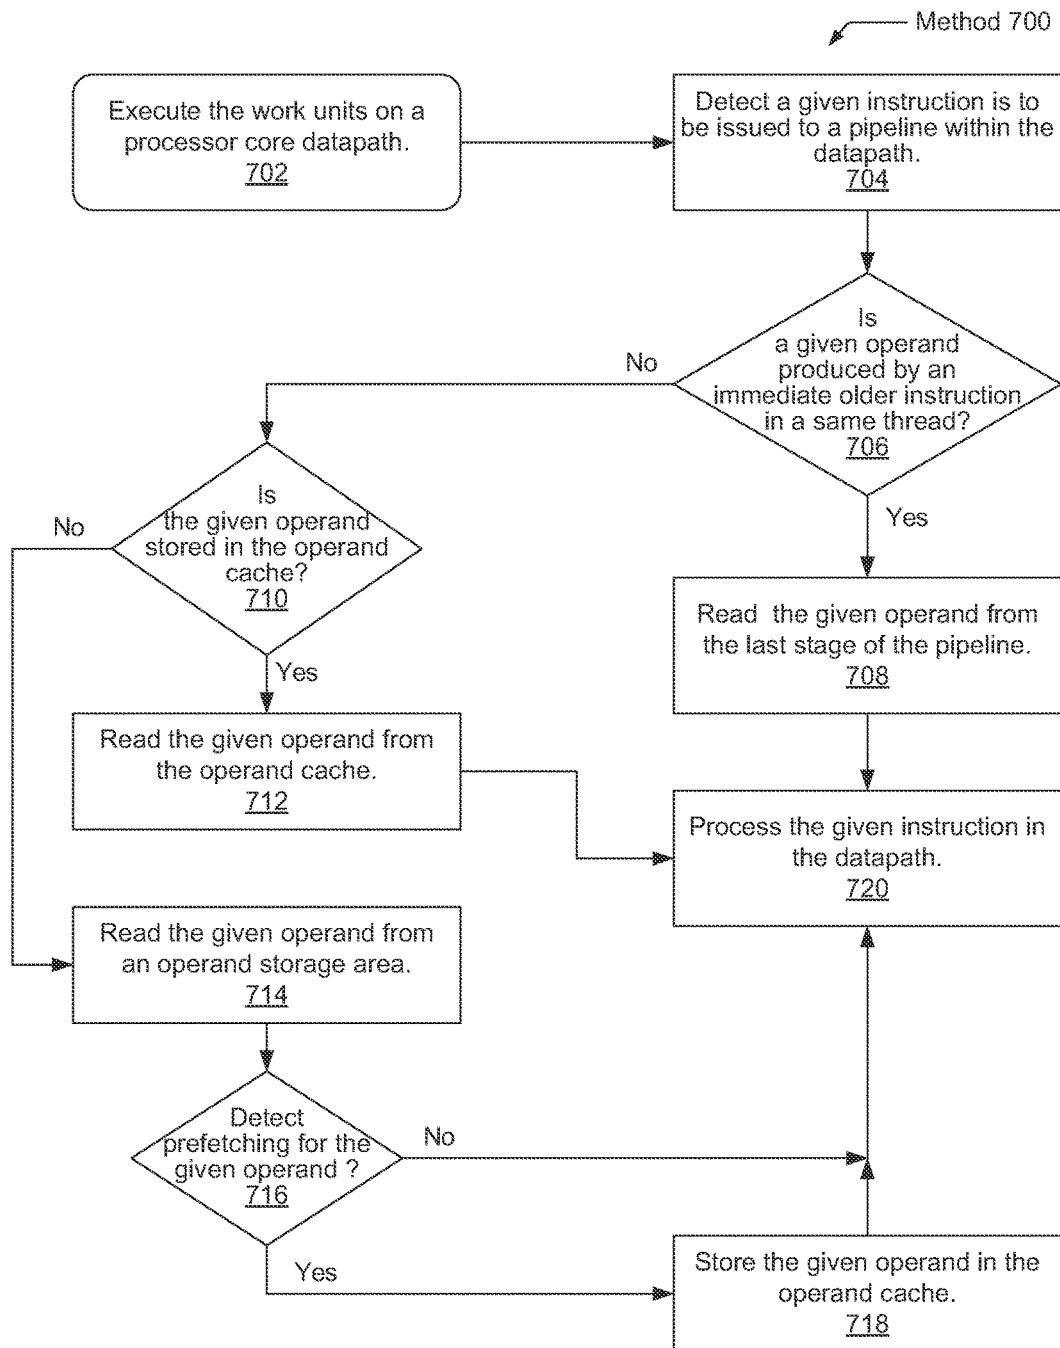 Method 700
Execute the work units on a
processor core datapath.
702
Detect a given instruction is to
be issued to a pipeline within the
datapath.
704
Is
a given operand
produced by an
immediate older instruction
in a same thread?
706
No
Yes
Is
the given operand
stored in the operand
cache?
710
No
Yes
Read the given operand from
the last stage of the pipeline.
708
Read the given operand from
the operand cache.
712
Process the given instruction in
the datapath.
720
Read the given operand from
an operand storage area.
714
Detect
prefetching for the
given operand ?
716
No
Yes
Store the given operand in the
operand cache.
718